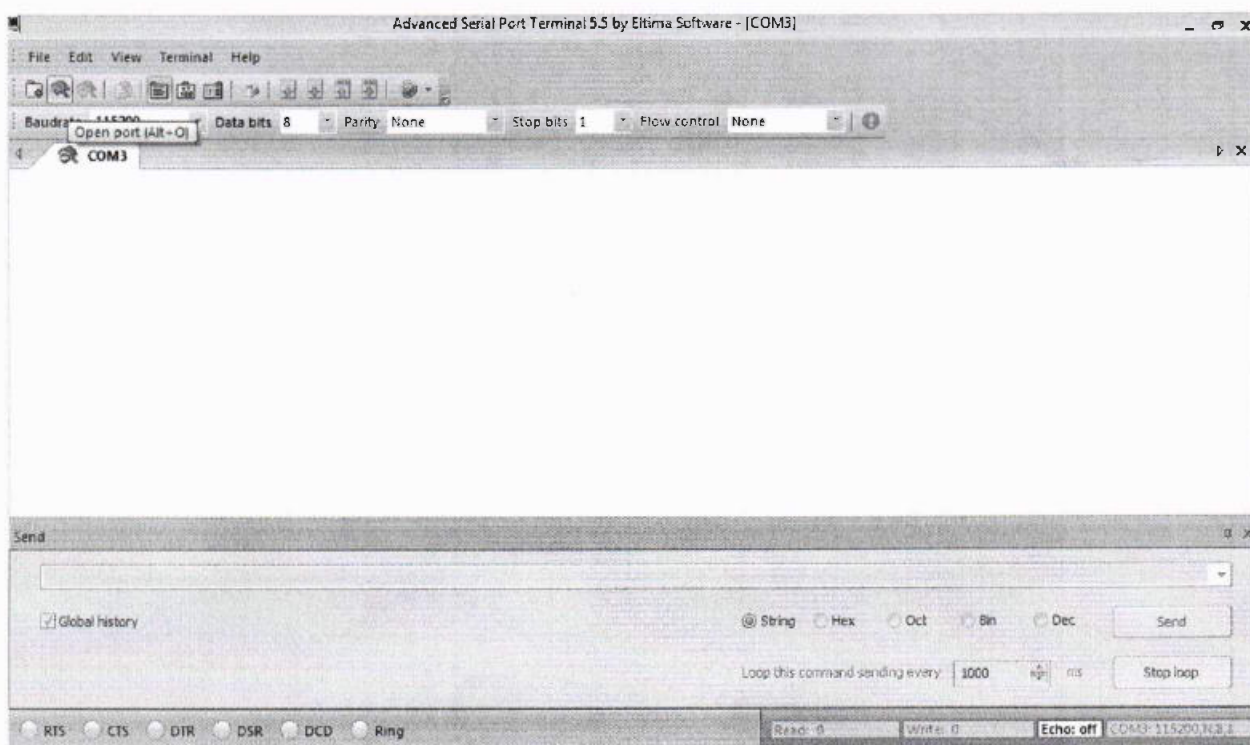 Advanced Serial Port Terminal 5.5 by Eltima Software - [COM3]
File Edit View Terminal Help
Baudrate 115200 Data bits 8 Parity None Stop bits 1 Flow control None
Open port (Alt+O)
COM3
Send
Global history
String Hex Oct Bin Dec Send
Loop this command sending every 1000 ms Stop loop
RTS CTS DTR DSR DCD Ring Read: 0 Write: 0 Echo: off COM3: 115200,N,8,1